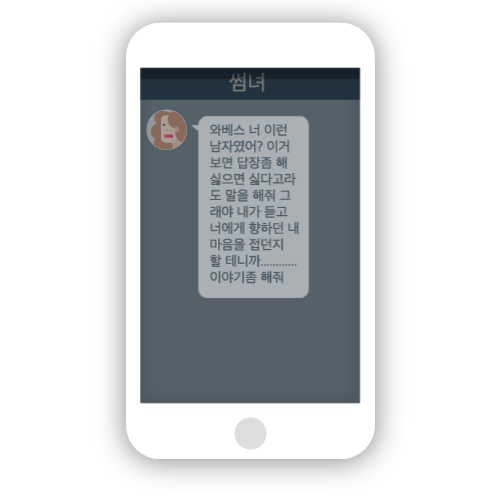 썸녀
와베스 너 이런
남자였어? 이거
보면 답장좀 해
싫으면 싫다고라
도 말을 해줘 그
래야 내가 듣고
너에게 향하던 내
마음을 접던지
할 테니까............
이야기좀 해줘